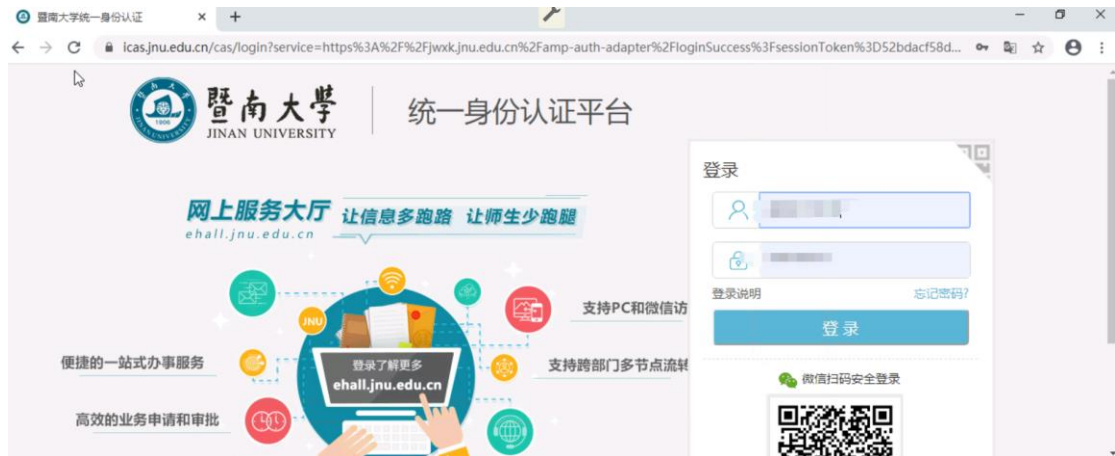 暨南大学统一身份认证
icas.jnu.edu.cn/cas/login?service=https%3A%2F%2Fjwxk.jnu.edu.cn%2Famp-auth-adapter%2FloginSuccess%3FsessionToken%3D52bdacf58d...
1906
暨南大學
JINAN UNIVERSITY
统一身份认证平台
网上服务大厅 让信息多跑路 让师生少跑腿
ehall.jnu.edu.cn
登录
登录说明
忘记密码?
登录
微信扫码安全登录
支持PC和微信访
JNU
便捷的一站式办事服务
登录了解更多
ehall.jnu.edu.cn
支持跨部门多节点流转
高效的业务申请和审批